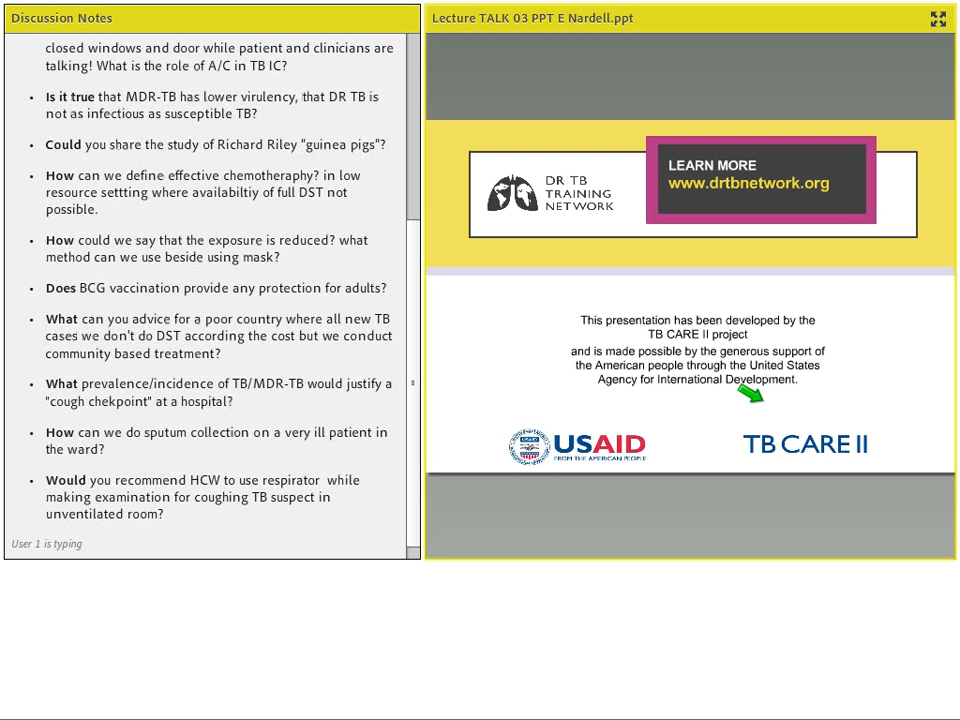 Discussion Notes
closed windows and door while patient and clinicians are
talking! What is the role of A/C in TB IC?
• Is it true that MDR-TB has lower virulency, that DR TB is
not as infectious as susceptible TB?
• Could you share the study of Richard Riley "guinea pigs"?
• How can we define effective chemotheraphy? in low
resource settting where availabiltiy of full DST not
possible.
• How could we say that the exposure is reduced? what
method can we use beside using mask?
• Does BCG vaccination provide any protection for adults?
• What can you advice for a poor country where all new TB
cases we don't do DST according the cost but we conduct
community based treatment?
• What prevalence/incidence of TB/MDR-TB would justify a
"cough chekpoint" at a hospital?
• How can we do sputum collection on a very ill patient in
the ward?
• Would you recommend HCW to use respirator while
making examination for coughing TB suspect in
unventilated room?
User 1 is typing
Lecture TALK 03 PPT E Nardell.ppt
DR TB
TRAINING
NETWORK
LEARN MORE
www.drtbnetwork.org
This presentation has been developed by the
TB CARE II project
and is made possible by the generous support of
the American people through the United States
Agency for International Development.
USAID
FROM THE AMERICAN PEOPLE
TB CARE II